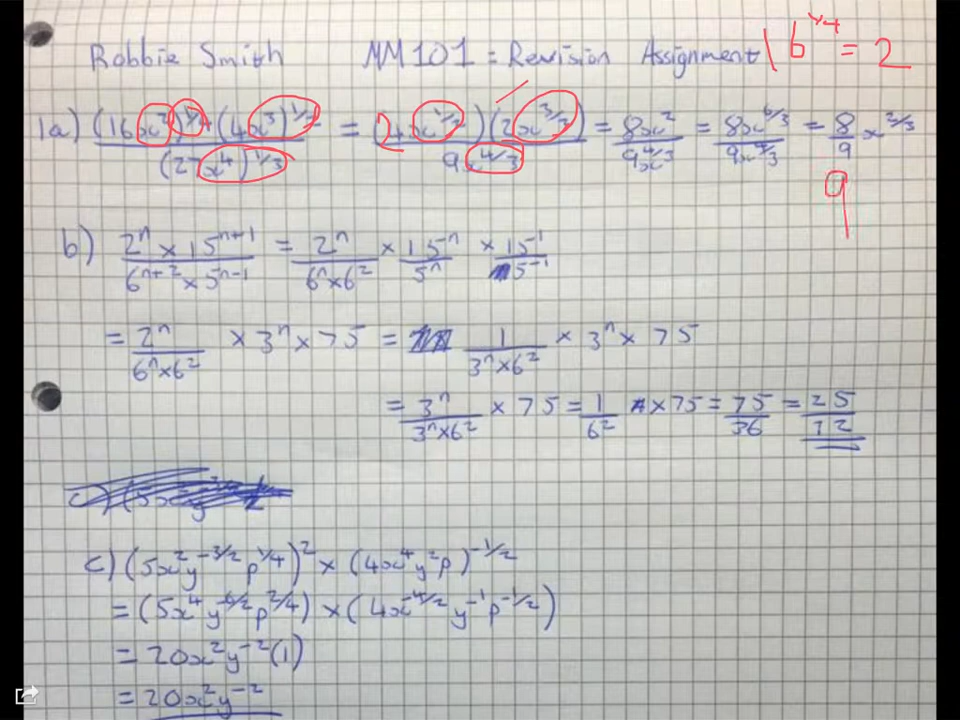 Robbie Smith MM101 = Revision Assignment 16^1/4 = 2
1a) (16x²)^1/4 (4x³)^1/2 / (27x⁴)^1/3 = (4x^1/2)(2x^3/2) / 9x^4/3 = 8x² / 9x^4/3 = 8x^6/3 / 9x^4/3 = 8/9 x^2/3
9
b) 2ⁿ × 15ⁿ⁺¹ / 6ⁿ⁺² × 5ⁿ⁻¹ = 2ⁿ / 6ⁿ×6² × 15ⁿ / 5ⁿ × 15⁻¹ / 5⁻¹
= 2ⁿ / 6ⁿ×6² × 3ⁿ × 75 = 1 / 3ⁿ×6² × 3ⁿ × 75
= 3ⁿ / 3ⁿ×6² × 75 = 1 / 6² × 75 = 75/36 = 25/12
c) (5x²y^-3/2 p^1/4)² × (4x⁴y²p)^-1/2
= (5x⁴y^-6/2 p^2/4) × (4x^-4/2 y⁻¹p^-1/2)
= 20x²y⁻²(1)
= 20x²y⁻²